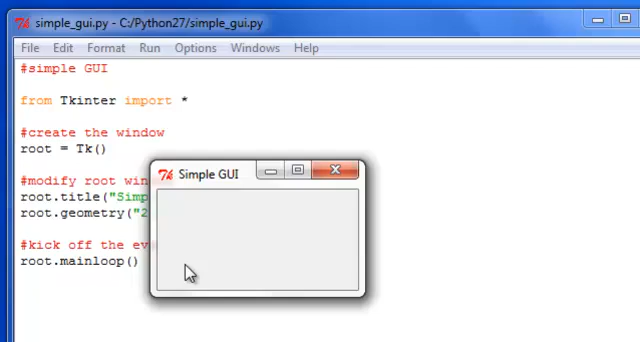 simple_gui.py - C:/Python27/simple_gui.py
File Edit Format Run Options Windows Help
#simple GUI
from Tkinter import *
#create the window
root = Tk()
Simple GUI
#modify root win
root.title("Simp
root.geometry("2
#kick off the ev
root.mainloop()